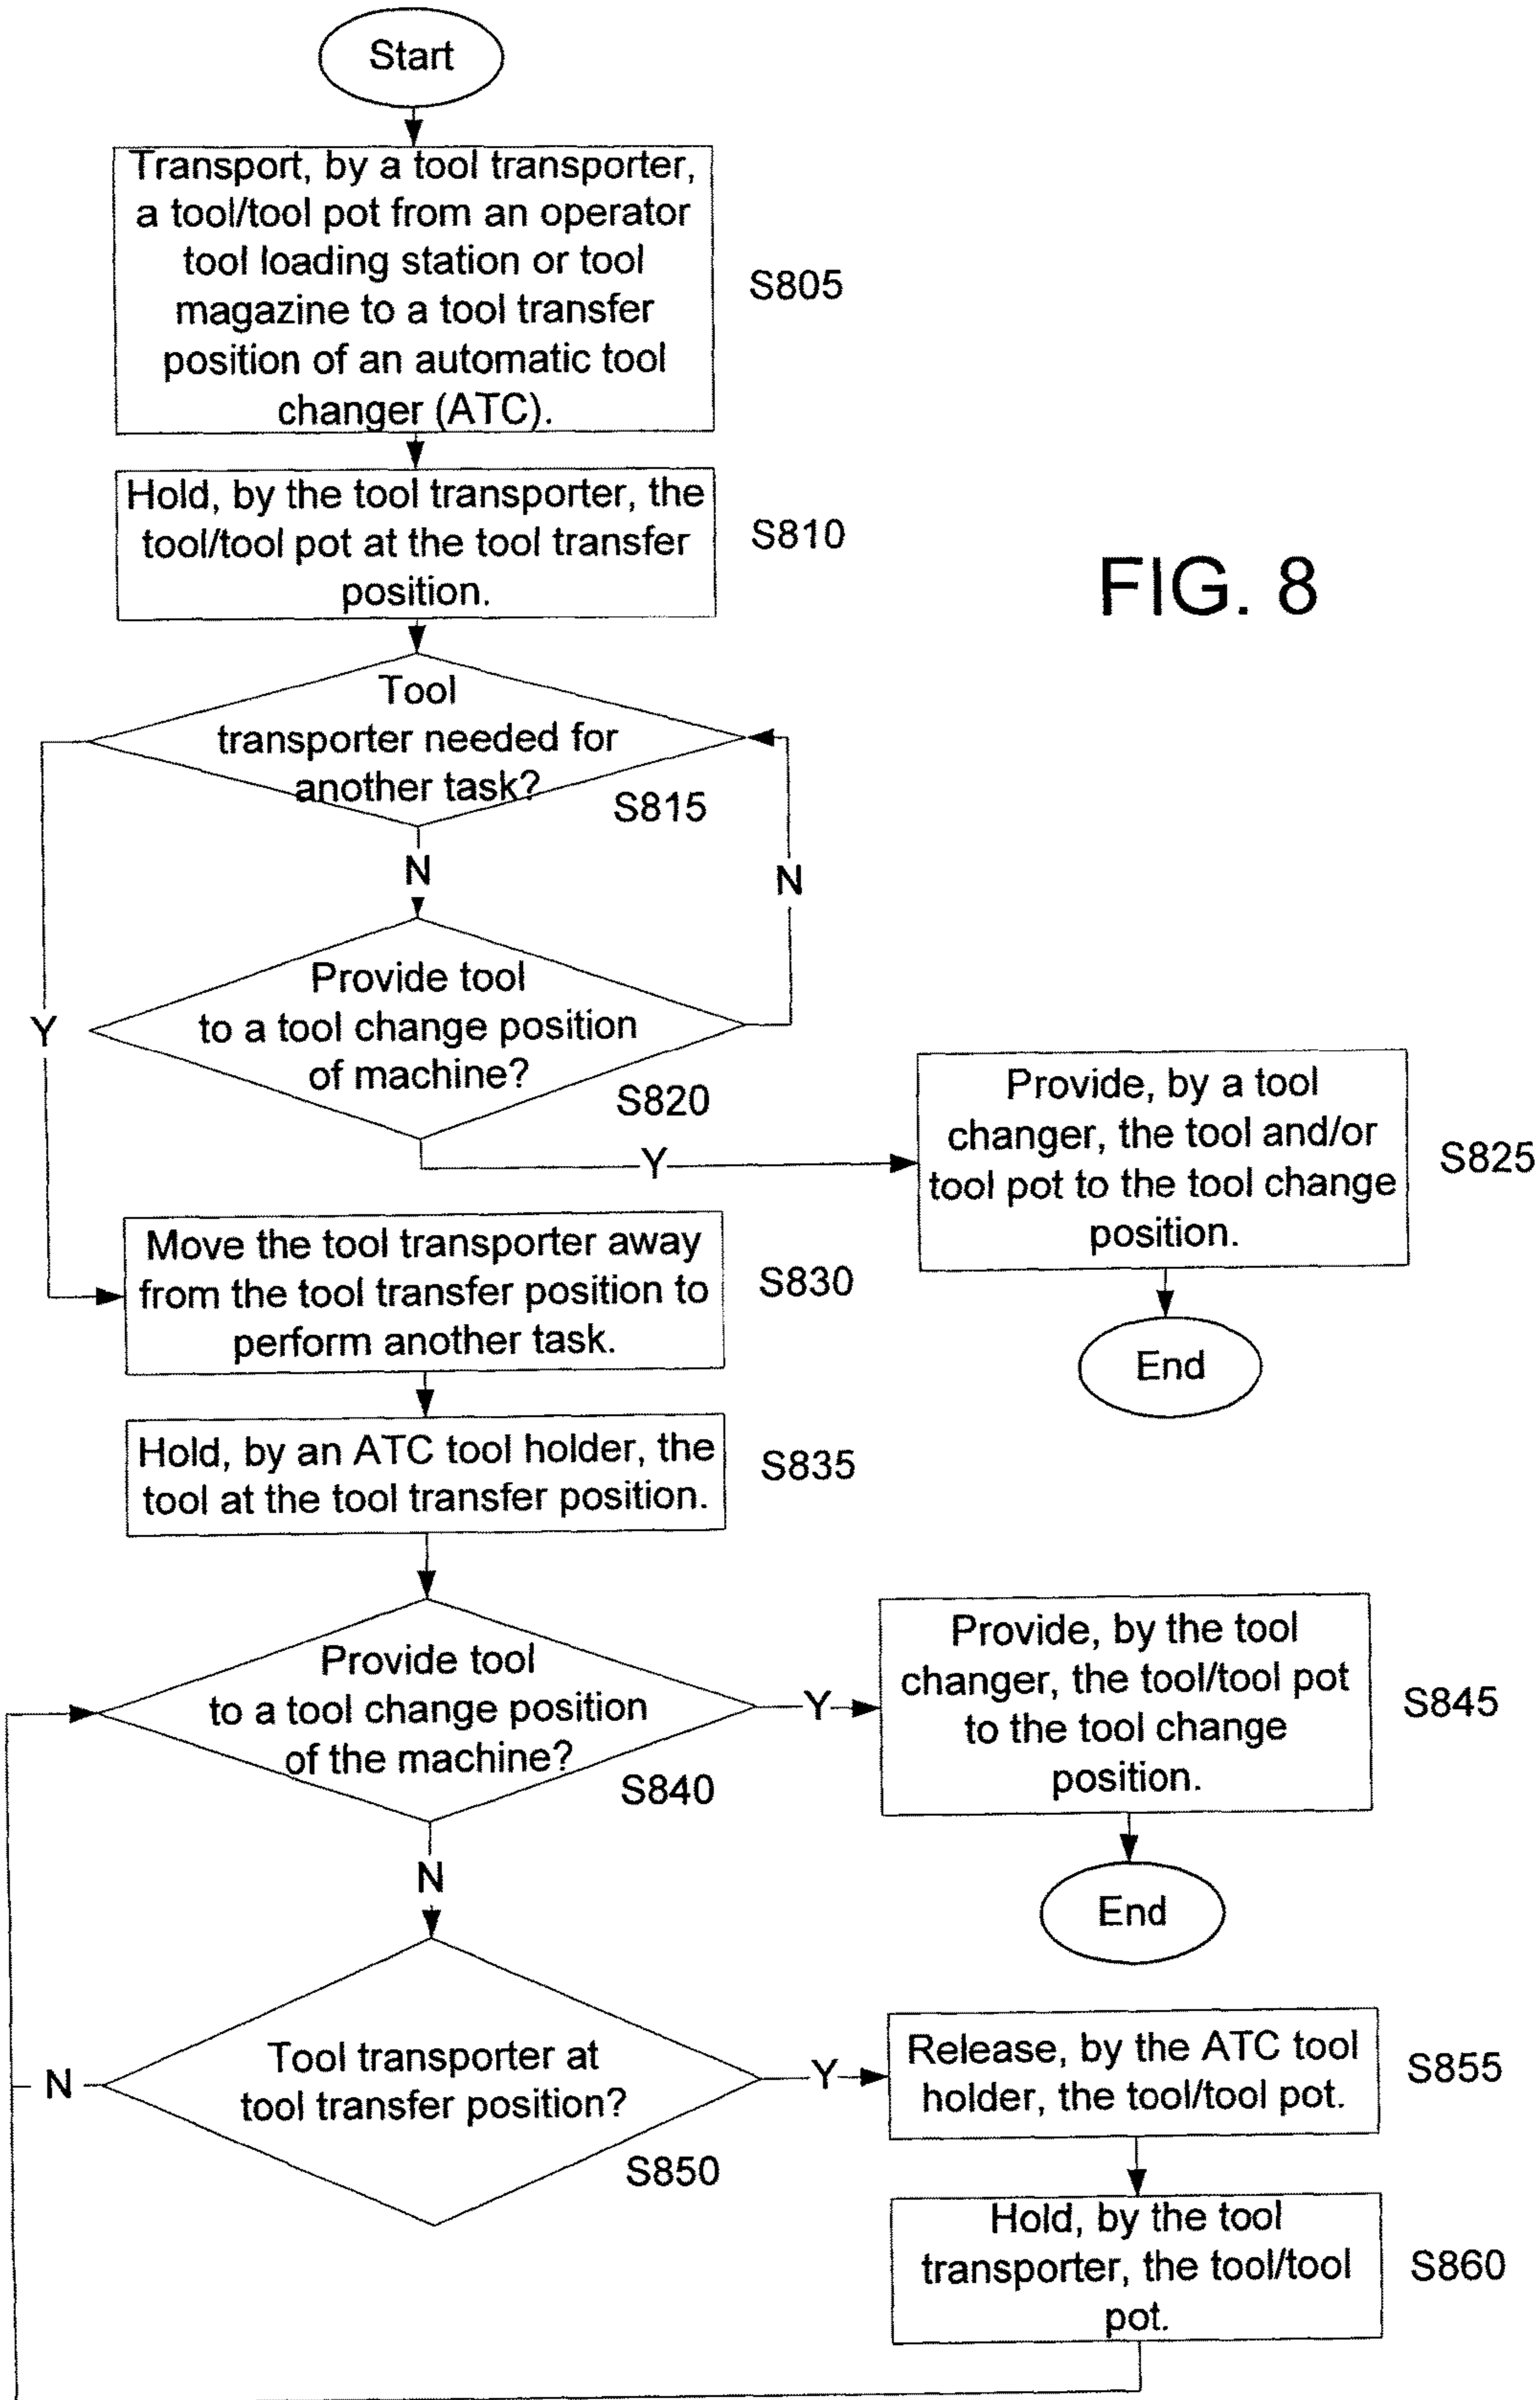 Start
Transport, by a tool transporter,
a tool/tool pot from an operator
tool loading station or tool
magazine to a tool transfer
position of an automatic tool
changer (ATC).
S805
Hold, by the tool transporter, the
tool/tool pot at the tool transfer
position.
S810
FIG. 8
Tool
transporter needed for
another task?
S815
N
N
Y
Provide tool
to a tool change position
of machine?
S820
Y
Provide, by a tool
changer, the tool and/or
tool pot to the tool change
position.
S825
End
Move the tool transporter away
from the tool transfer position to
perform another task.
S830
Hold, by an ATC tool holder, the
tool at the tool transfer position.
S835
Provide tool
to a tool change position
of the machine?
S840
Y
Provide, by the tool
changer, the tool/tool pot
to the tool change
position.
S845
End
N
Tool transporter at
tool transfer position?
S850
N
Y
Release, by the ATC tool
holder, the tool/tool pot.
S855
Hold, by the tool
transporter, the tool/tool
pot.
S860